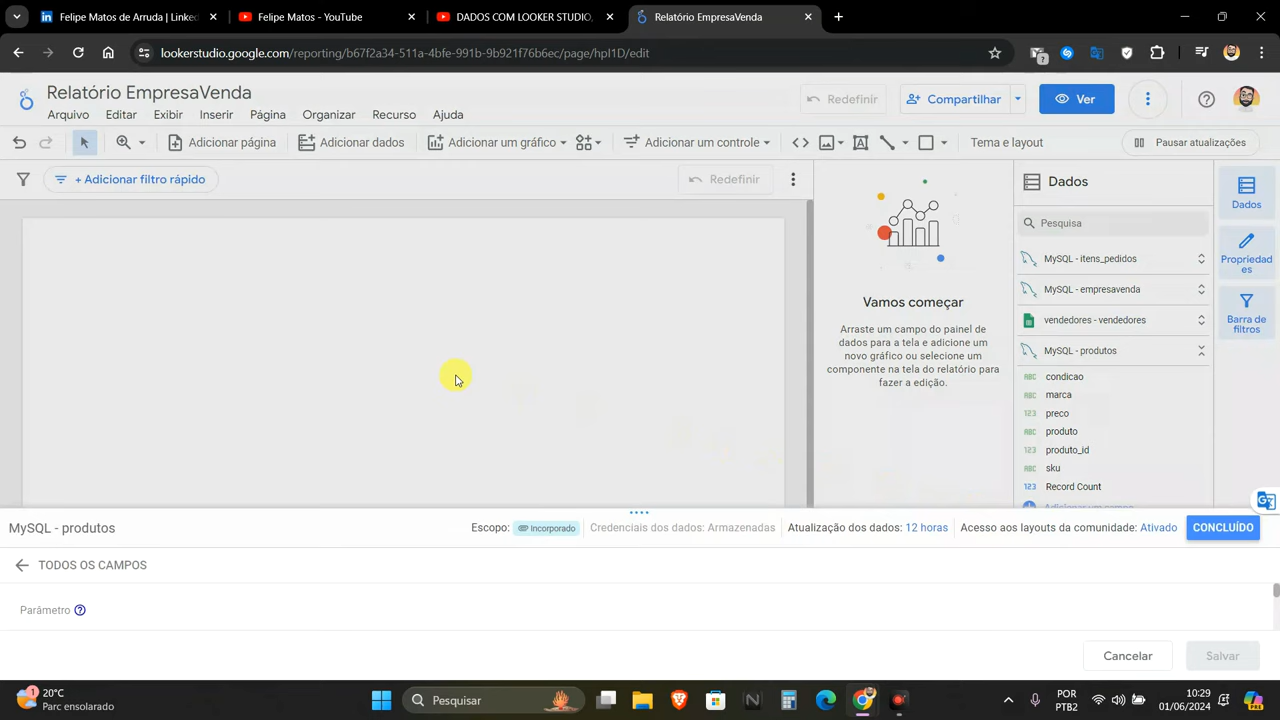 Felipe Matos de Arruda | Linked
Felipe Matos - YouTube
DADOS COM LOOKER STUDIO,
Relatório EmpresaVenda
lookerstudio.google.com/reporting/b67f2a34-511a-4bfe-991b-9b921f76b6ec/page/hpl1D/edit
Relatório EmpresaVenda
Redefinir
Compartilhar
Ver
Arquivo
Editar
Exibir
Inserir
Página
Organizar
Recurso
Ajuda
Adicionar página
Adicionar dados
Adicionar um gráfico
Adicionar um controle
Tema e layout
Pausar atualizações
+ Adicionar filtro rápido
Redefinir
Vamos começar
Arraste um campo do painel de
dados para a tela e adicione um
novo gráfico ou selecione um
componente na tela do relatório para
fazer a edição.
Dados
Pesquisa
MySQL - itens_pedidos
MySQL - empresavenda
vendedores - vendedores
MySQL - produtos
ABC condicao
ABC marca
123 preco
ABC produto
123 produto_id
ABC sku
123 Record Count
Adicionar um campo
Dados
Propriedad
es
Barra de
filtros
MySQL - produtos
Escopo:
Incorporado
Credenciais dos dados: Armazenadas
Atualização dos dados: 12 horas
Acesso aos layouts da comunidade: Ativado
CONCLUÍDO
TODOS OS CAMPOS
Parâmetro
Cancelar
Salvar
1
20°C
Parc ensolarado
Pesquisar
POR
PTB2
10:29
01/06/2024